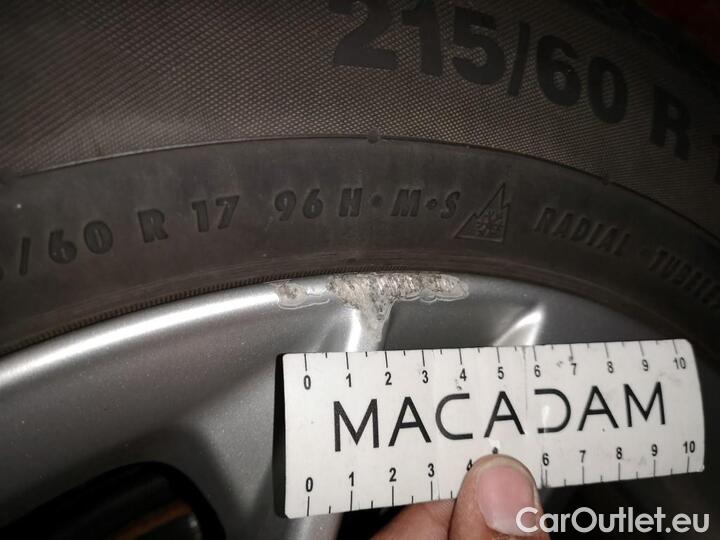 215/60 R
/60 R 17 96 H·M·S RADIAL·TUBELE
0 1 2 3 4 5 6 7 8 9 10
MACADAM
0 1 2 3 4 6 7 8 9 10
CarOutlet.eu